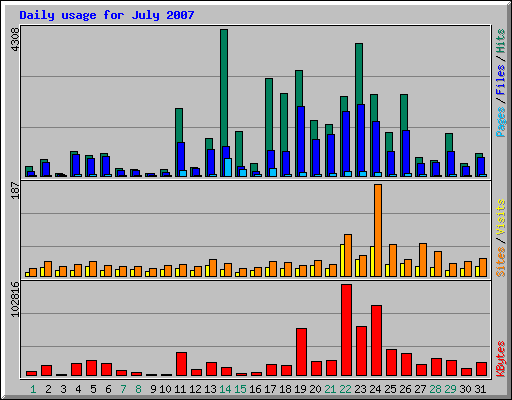 Daily usage for July 2007
4308
Pages / Files / Hits
187
Sites / Visits
102816
KBytes
1 2 3 4 5 6 7 8 9 10 11 12 13 14 15 16 17 18 19 20 21 22 23 24 25 26 27 28 29 30 31